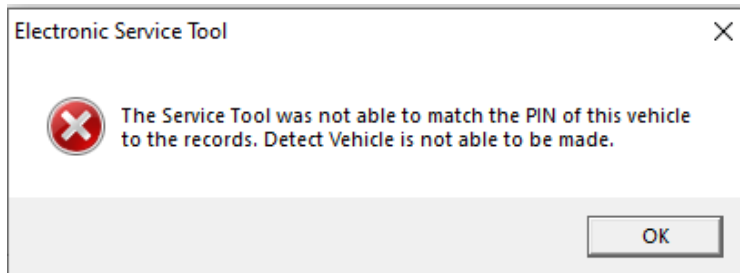 Electronic Service Tool
The Service Tool was not able to match the PIN of this vehicle
to the records. Detect Vehicle is not able to be made.
OK